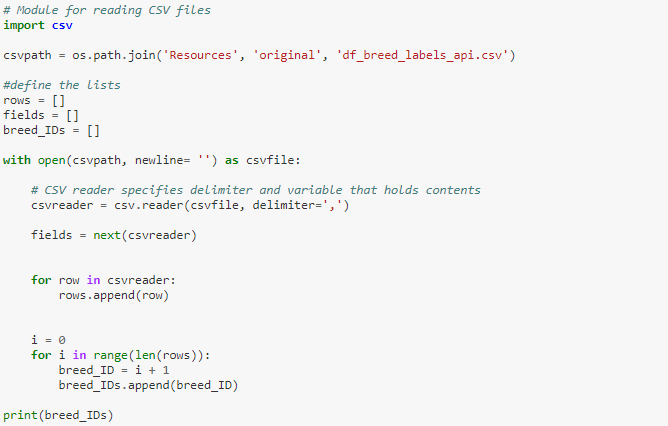 # Module for reading CSV files
import csv

csvpath = os.path.join('Resources', 'original', 'df_breed_labels_api.csv')

#define the lists
rows = []
fields = []
breed_IDs = []

with open(csvpath, newline= '') as csvfile:

    # CSV reader specifies delimiter and variable that holds contents
    csvreader = csv.reader(csvfile, delimiter=',')

    fields = next(csvreader)


    for row in csvreader:
        rows.append(row)


    i = 0
    for i in range(len(rows)):
        breed_ID = i + 1
        breed_IDs.append(breed_ID)

print(breed_IDs)